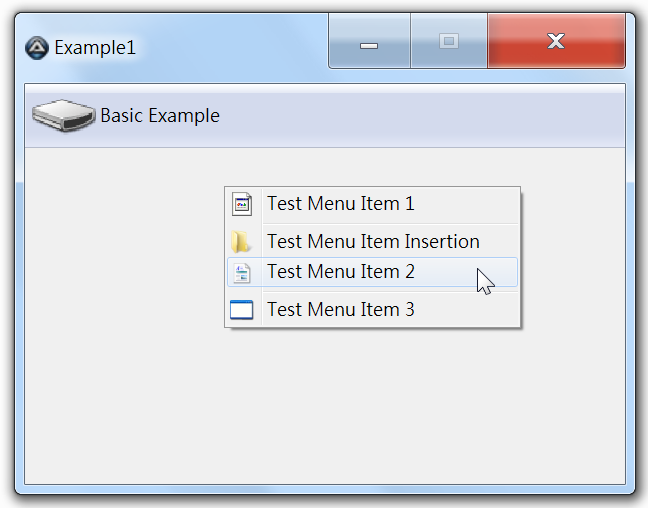 Example1
Basic Example
Test Menu Item 1
Test Menu Item Insertion
Test Menu Item 2
Test Menu Item 3